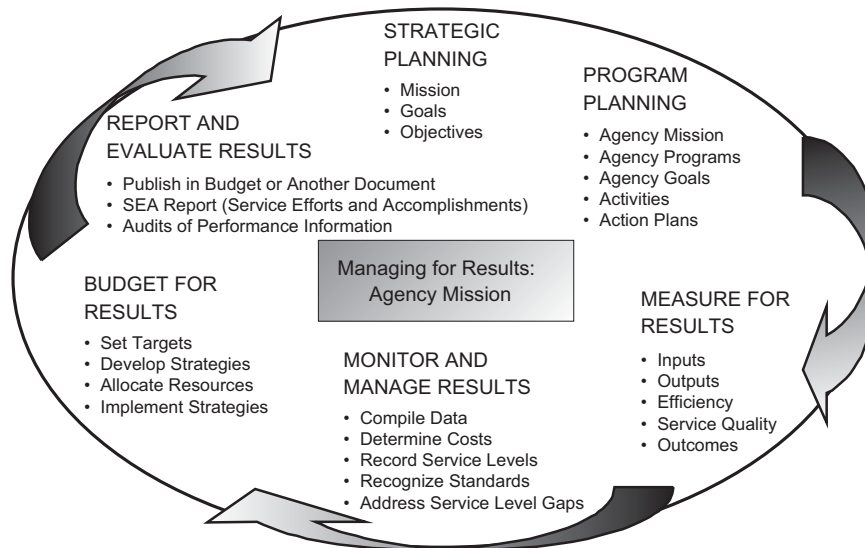 STRATEGIC
PLANNING
• Mission
• Goals
• Objectives
PROGRAM
PLANNING
• Agency Mission
• Agency Programs
• Agency Goals
• Activities
• Action Plans
MEASURE FOR
RESULTS
• Inputs
• Outputs
• Efficiency
• Service Quality
• Outcomes
MONITOR AND
MANAGE RESULTS
• Compile Data
• Determine Costs
• Record Service Levels
• Recognize Standards
• Address Service Level Gaps
BUDGET FOR
RESULTS
• Set Targets
• Develop Strategies
• Allocate Resources
• Implement Strategies
REPORT AND
EVALUATE RESULTS
• Publish in Budget or Another Document
• SEA Report (Service Efforts and Accomplishments)
• Audits of Performance Information
Managing for Results:
Agency Mission